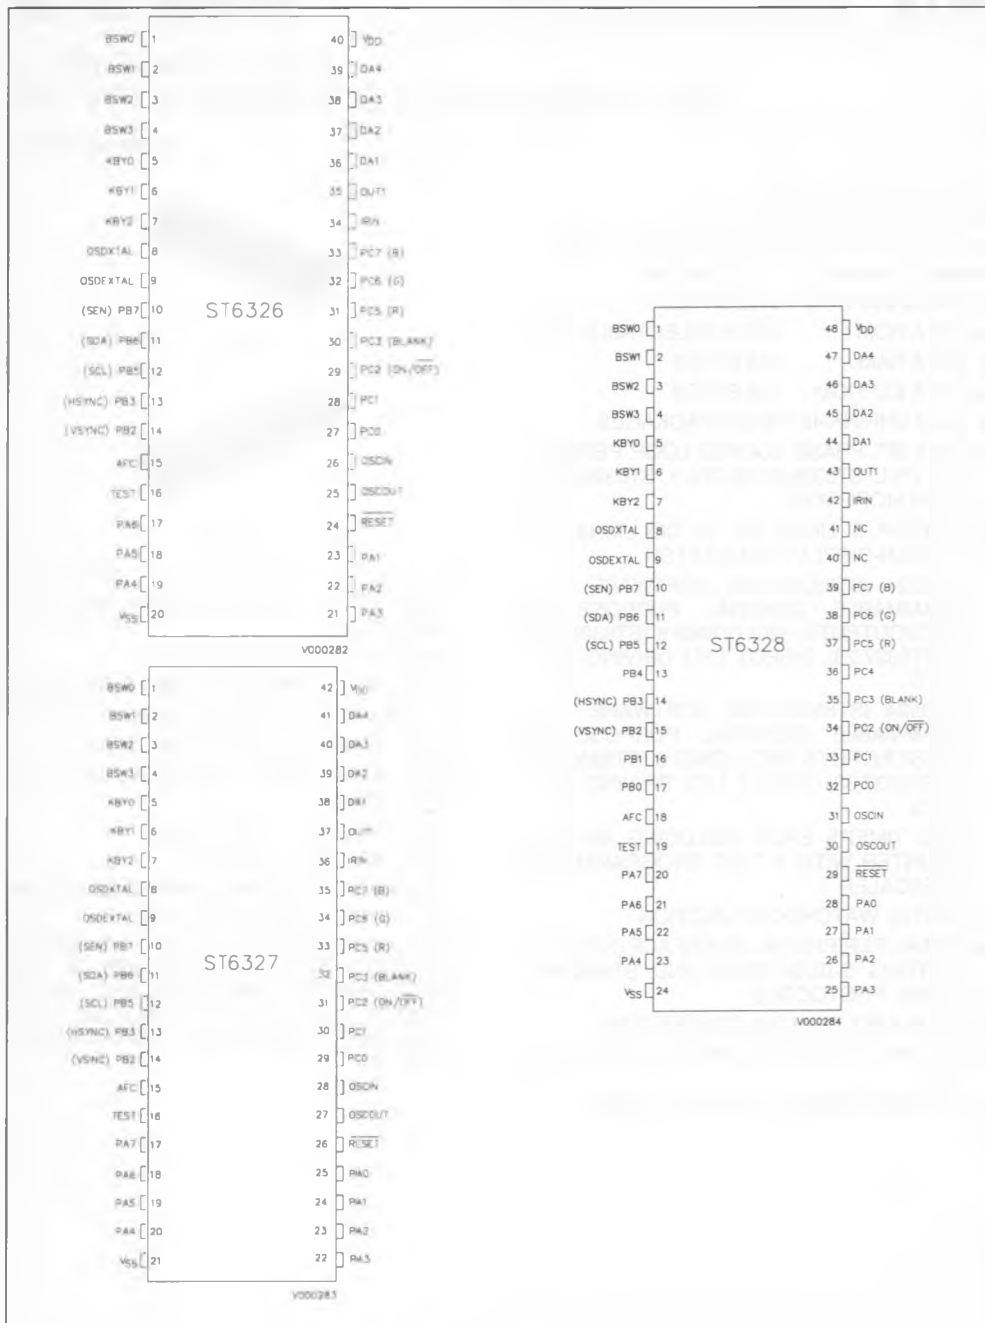 BSW0 1
BSW1 2
BSW2 3
BSW3 4
KBY0 5
KBY1 6
KBY2 7
OSDXTAL 8
OSDEXTAL 9
(SEN) PB7 10
(SDA) PB6 11
(SCL) PB5 12
(HSYNC) PB3 13
(VSYNC) PB2 14
AFC 15
TEST 16
PA6 17
PA5 18
PA4 19
VSS 20
ST6326
40 VDD
39 DA4
38 DA3
37 DA2
36 DA1
35 OUT1
34 IRIN
33 PC7 (B)
32 PC6 (G)
31 PC5 (R)
30 PC3 (BLANK)
29 PC2 (ON/O̅F̅F̅)
28 PC1
27 PC0
26 OSCIN
25 OSCOUT
24 R̅E̅S̅E̅T̅
23 PA1
22 PA2
21 PA3
V000282
BSW0 1
BSW1 2
BSW2 3
BSW3 4
KBY0 5
KBY1 6
KBY2 7
OSDXTAL 8
OSDEXTAL 9
(SEN) PB7 10
(SDA) PB6 11
(SCL) PB5 12
(HSYNC) PB3 13
(VSYNC) PB2 14
AFC 15
TEST 16
PA7 17
PA6 18
PA5 19
PA4 20
VSS 21
ST6327
42 VDD
41 DA4
40 DA3
39 DA2
38 DA1
37 OUT1
36 IRIN
35 PC7 (B)
34 PC6 (G)
33 PC5 (R)
32 PC3 (BLANK)
31 PC2 (ON/O̅F̅F̅)
30 PC1
29 PC0
28 OSCIN
27 OSCOUT
26 R̅E̅S̅E̅T̅
25 PA0
24 PA1
23 PA2
22 PA3
V000283
BSW0 1
BSW1 2
BSW2 3
BSW3 4
KBY0 5
KBY1 6
KBY2 7
OSDXTAL 8
OSDEXTAL 9
(SEN) PB7 10
(SDA) PB6 11
(SCL) PB5 12
PB4 13
(HSYNC) PB3 14
(VSYNC) PB2 15
PB1 16
PB0 17
AFC 18
TEST 19
PA7 20
PA6 21
PA5 22
PA4 23
VSS 24
ST6328
48 VDD
47 DA4
46 DA3
45 DA2
44 DA1
43 OUT1
42 IRIN
41 NC
40 NC
39 PC7 (B)
38 PC6 (G)
37 PC5 (R)
36 PC4
35 PC3 (BLANK)
34 PC2 (ON/O̅F̅F̅)
33 PC1
32 PC0
31 OSCIN
30 OSCOUT
29 R̅E̅S̅E̅T̅
28 PA0
27 PA1
26 PA2
25 PA3
V000284